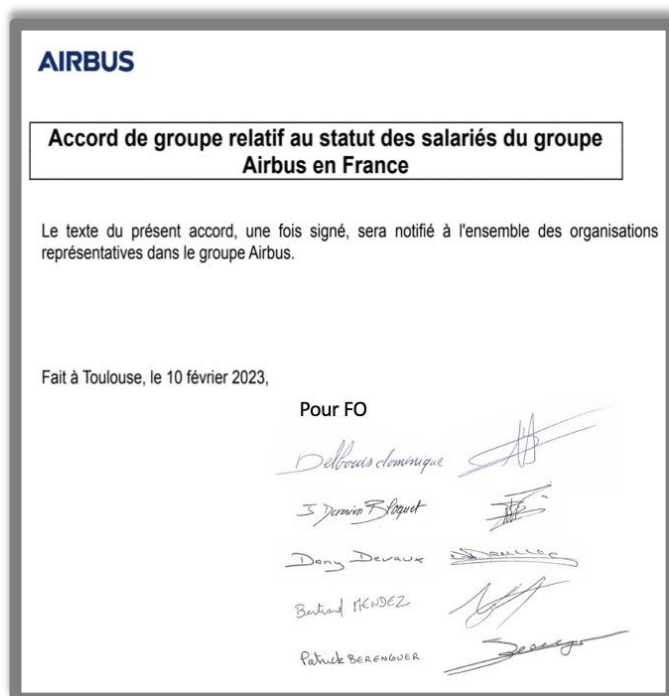 AIRBUS
Accord de groupe relatif au statut des salariés du groupe
Airbus en France
Le texte du présent accord, une fois signé, sera notifié à l'ensemble des organisations
représentatives dans le groupe Airbus.
Fait à Toulouse, le 10 février 2023,
Pour FO
Delbouis dominique
Dany Devaux
Bertrand MENDEZ
Patrick BERENGUER